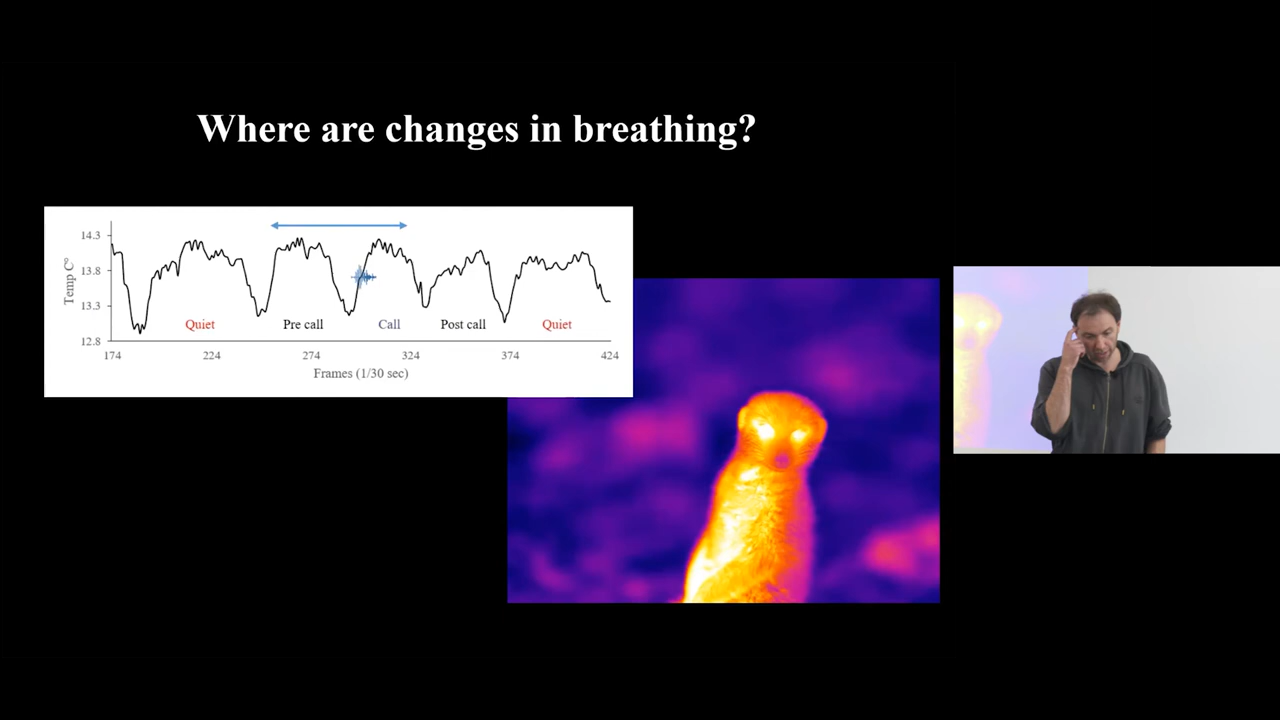 Where are changes in breathing?
14.3
13.8
13.3
12.8
Temp C°
Quiet Pre call Call Post call Quiet
174 224 274 324 374 424
Frames (1/30 sec)